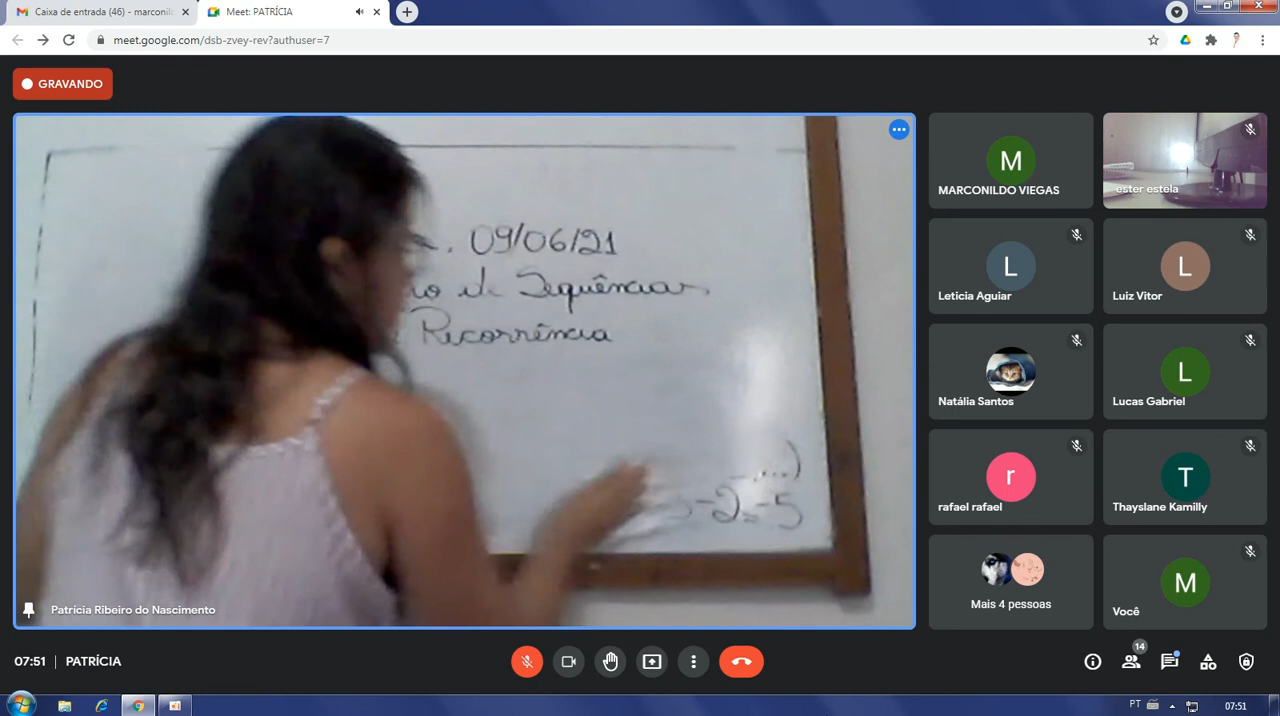 Caixa de entrada (46) - marconil
Meet: PATRÍCIA
meet.google.com/dsb-zvey-rev?authuser=7
GRAVANDO
09/06/21
de Sequências
Recorrência
...)
-2=-5
Patrícia Ribeiro do Nascimento
M
MARCONILDO VIEGAS
ester estela
L
Leticia Aguiar
L
Luiz Vitor
Natália Santos
L
Lucas Gabriel
r
rafael rafael
T
Thayslane Kamilly
Mais 4 pessoas
M
Você
07:51 | PATRÍCIA
14
PT
07:51